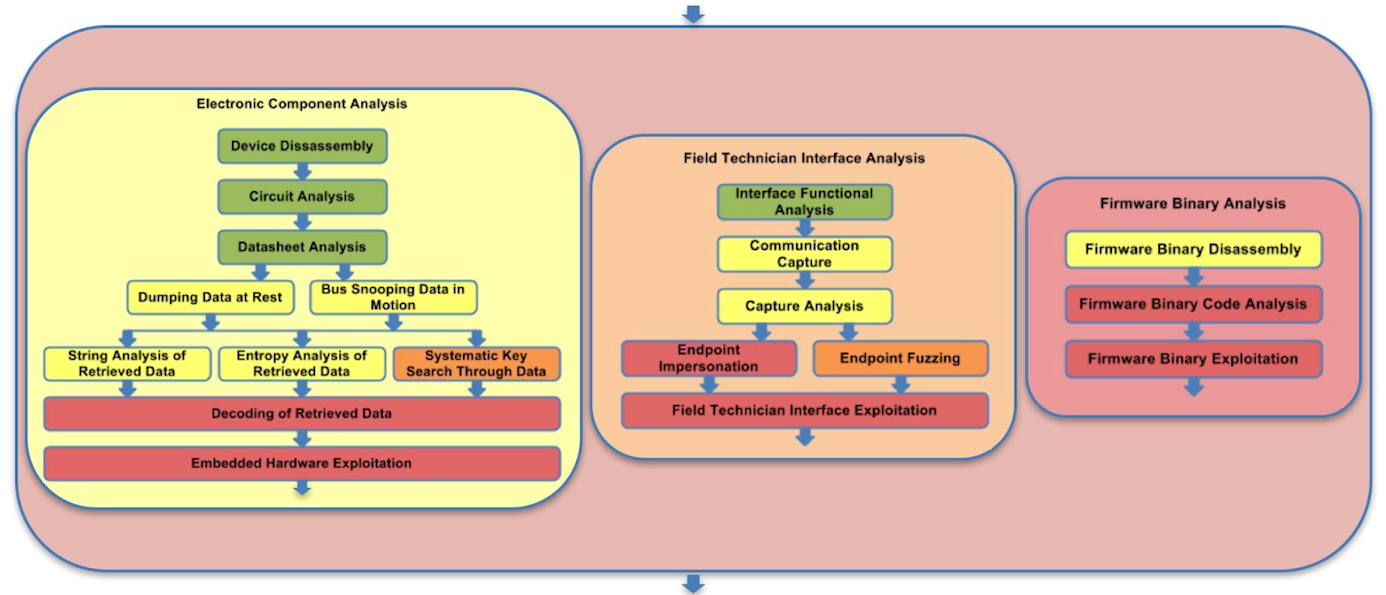 Electronic Component Analysis
Device Dissassembly
Circuit Analysis
Datasheet Analysis
Dumping Data at Rest
Bus Snooping Data in
Motion
String Analysis of
Retrieved Data
Entropy Analysis of
Retrieved Data
Systematic Key
Search Through Data
Decoding of Retrieved Data
Embedded Hardware Exploitation
Field Technician Interface Analysis
Interface Functional
Analysis
Communication
Capture
Capture Analysis
Endpoint
Impersonation
Endpoint Fuzzing
Field Technician Interface Exploitation
Firmware Binary Analysis
Firmware Binary Disassembly
Firmware Binary Code Analysis
Firmware Binary Exploitation